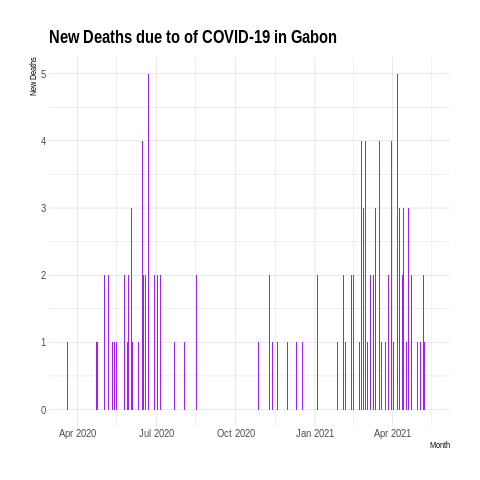 New Deaths due to of COVID-19 in Gabon
New Deaths
5
4
3
2
1
0
Apr 2020 Jul 2020 Oct 2020 Jan 2021 Apr 2021
Month